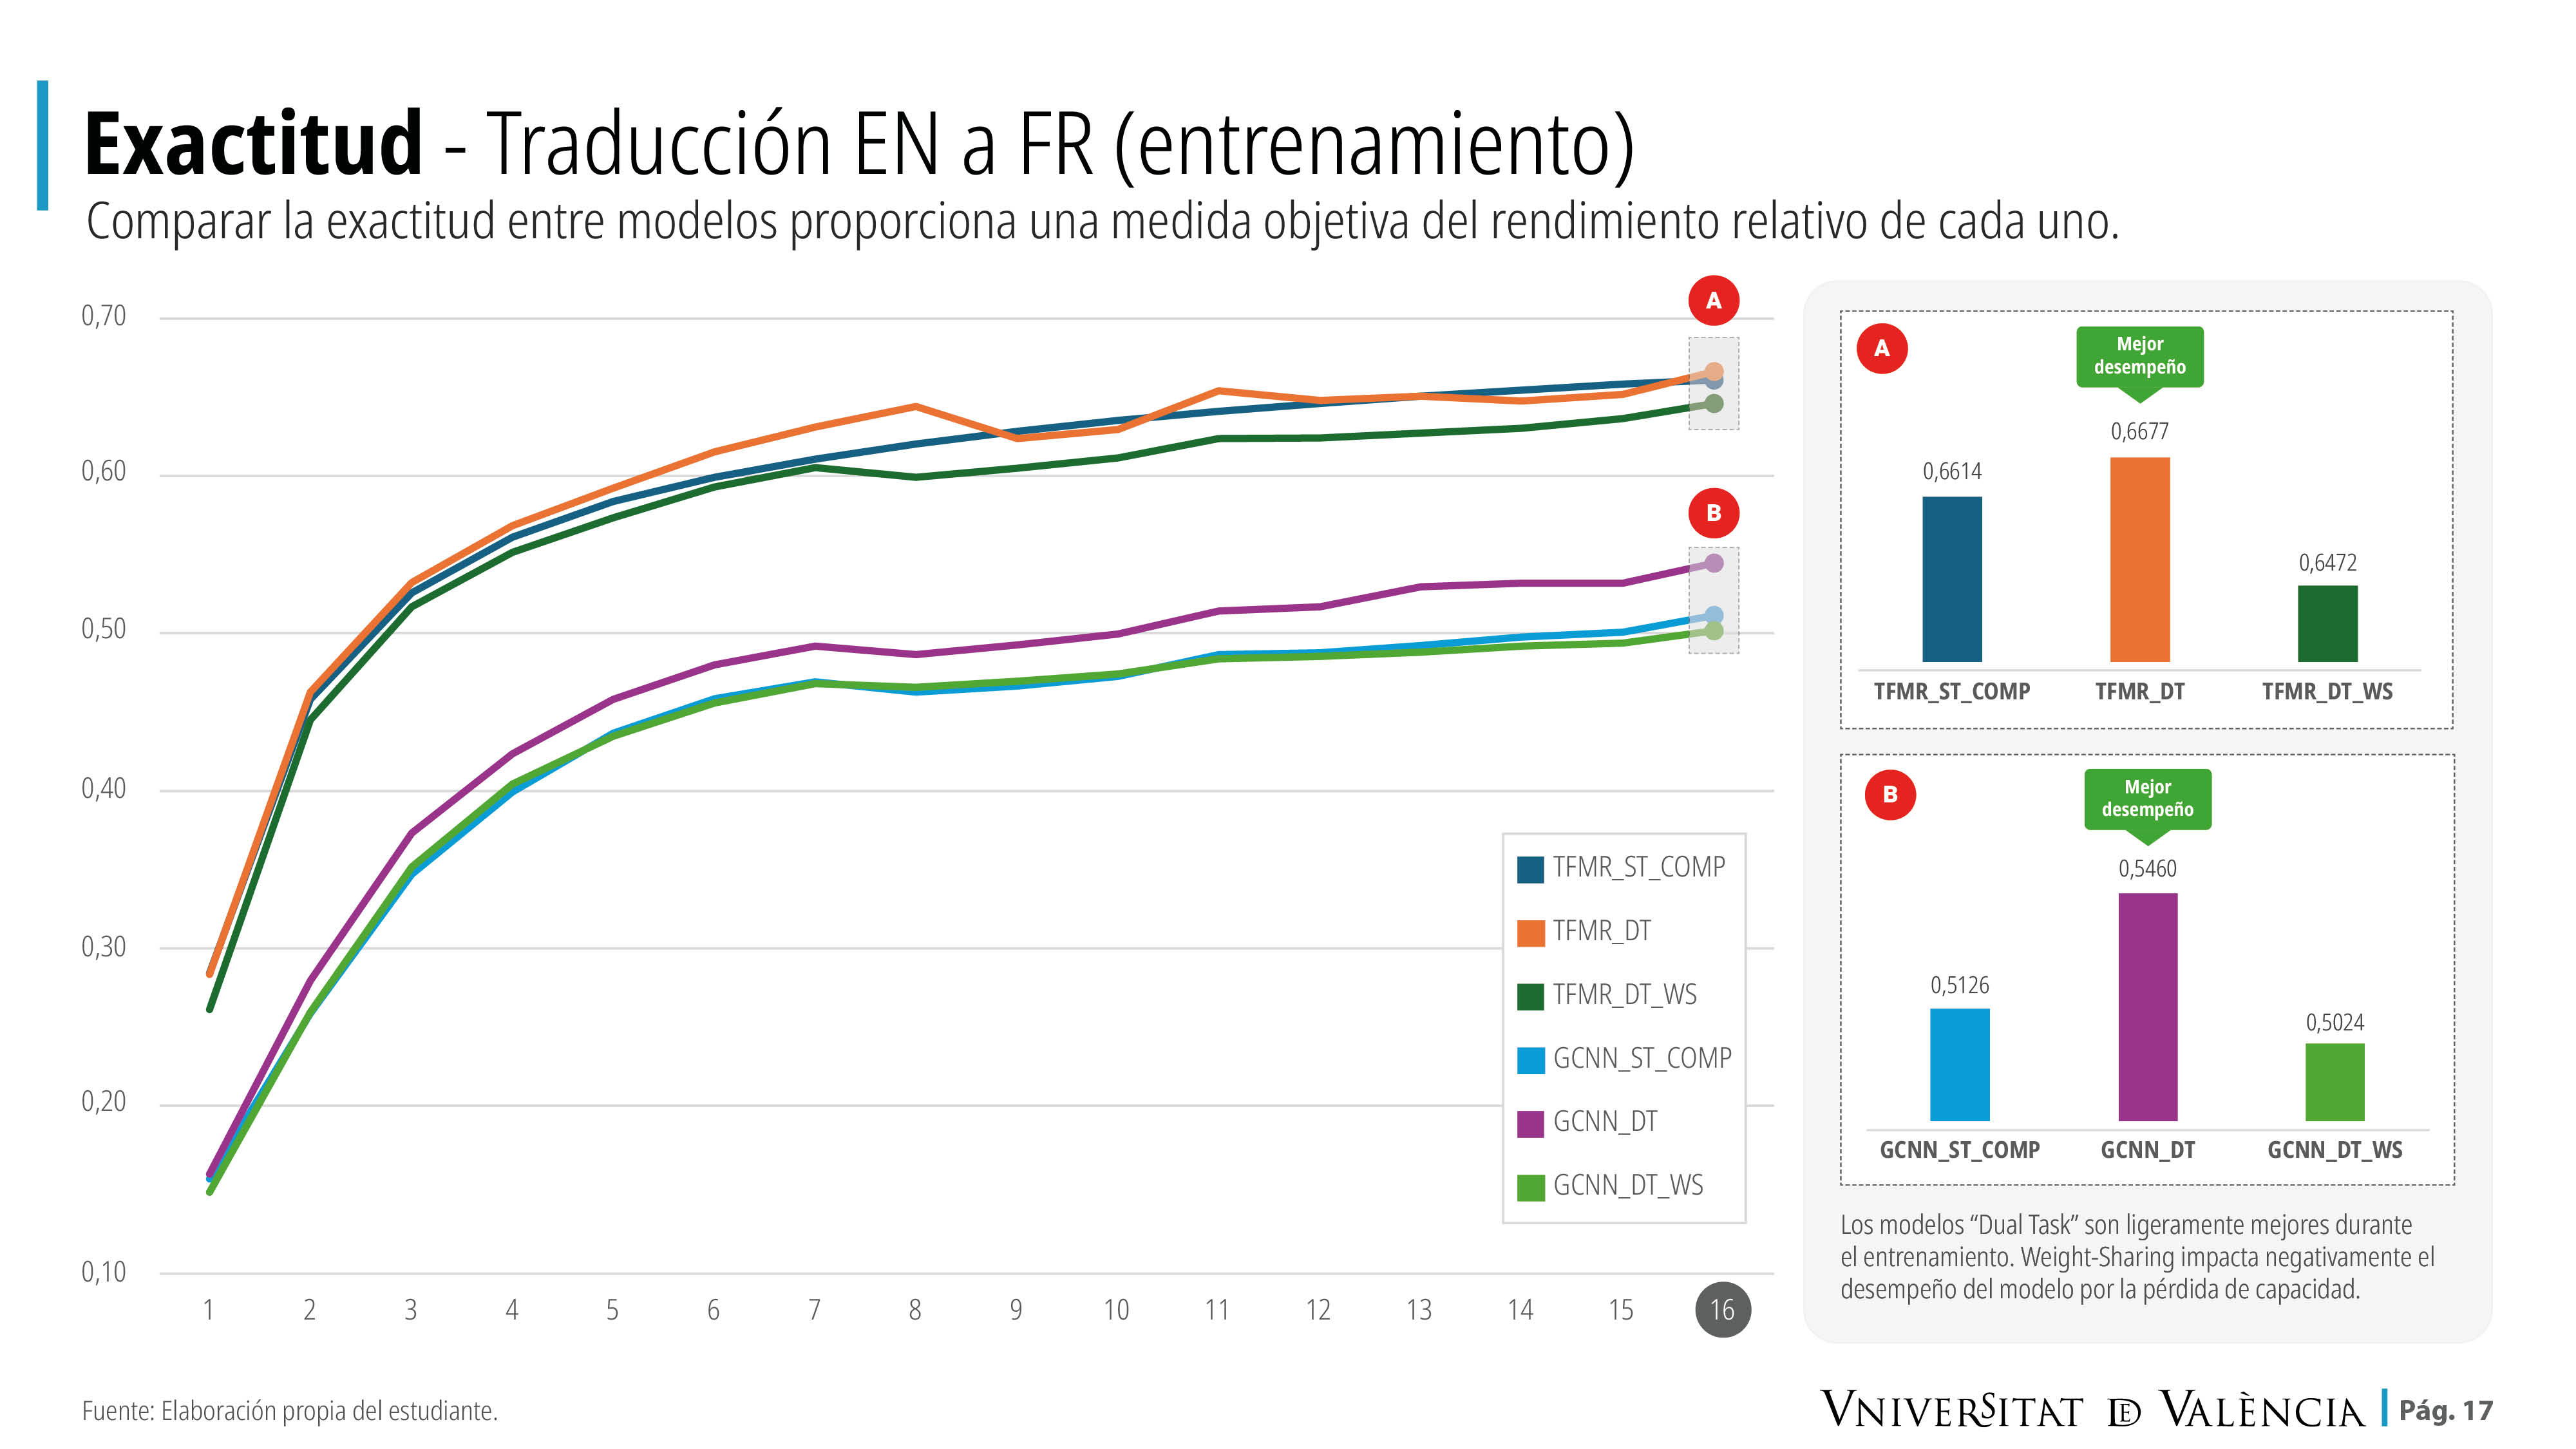 Exactitud - Traducción EN a FR (entrenamiento)
Comparar la exactitud entre modelos proporciona una medida objetiva del rendimiento relativo de cada uno.
0,70
0,60
0,50
0,40
0,30
0,20
0,10
1 2 3 4 5 6 7 8 9 10 11 12 13 14 15 16
A
B
TFMR_ST_COMP
TFMR_DT
TFMR_DT_WS
GCNN_ST_COMP
GCNN_DT
GCNN_DT_WS
A
Mejor
desempeño
0,6614
0,6677
0,6472
TFMR_ST_COMP TFMR_DT TFMR_DT_WS
B
Mejor
desempeño
0,5126
0,5460
0,5024
GCNN_ST_COMP GCNN_DT GCNN_DT_WS
Los modelos “Dual Task” son ligeramente mejores durante
el entrenamiento. Weight-Sharing impacta negativamente el
desempeño del modelo por la pérdida de capacidad.
Fuente: Elaboración propia del estudiante.
VNIVERSITAT DE VALÈNCIA
Pág. 17